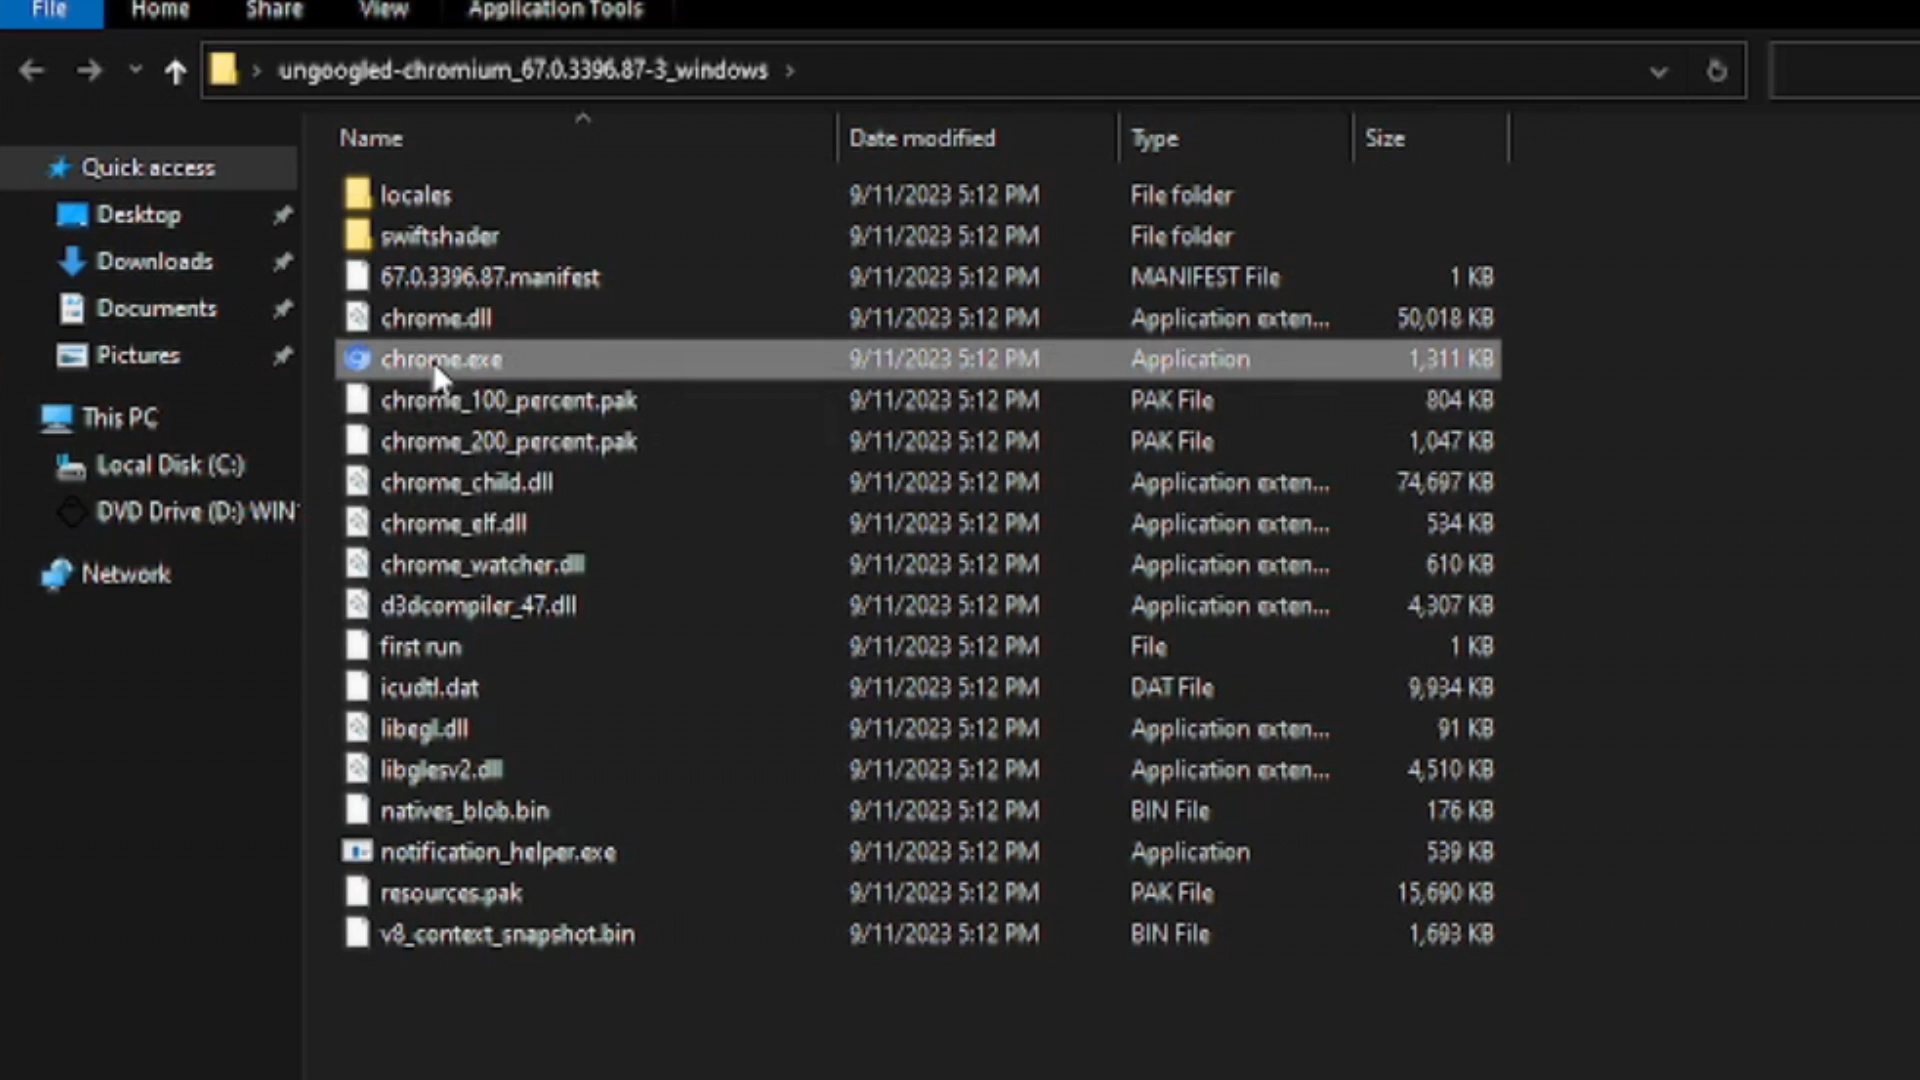 File Home Share View Application Tools
ungoogled-chromium_67.0.3396.87-3_windows
Name Date modified Type Size
Quick access
Desktop
Downloads
Documents
Pictures
This PC
Local Disk (C:)
DVD Drive (D:) WIN
Network
locales 9/11/2023 5:12 PM File folder
swiftshader 9/11/2023 5:12 PM File folder
67.0.3396.87.manifest 9/11/2023 5:12 PM MANIFEST File 1 KB
chrome.dll 9/11/2023 5:12 PM Application exten... 50,018 KB
chrome.exe 9/11/2023 5:12 PM Application 1,311 KB
chrome_100_percent.pak 9/11/2023 5:12 PM PAK File 804 KB
chrome_200_percent.pak 9/11/2023 5:12 PM PAK File 1,047 KB
chrome_child.dll 9/11/2023 5:12 PM Application exten... 74,697 KB
chrome_elf.dll 9/11/2023 5:12 PM Application exten... 534 KB
chrome_watcher.dll 9/11/2023 5:12 PM Application exten... 610 KB
d3dcompiler_47.dll 9/11/2023 5:12 PM Application exten... 4,307 KB
first run 9/11/2023 5:12 PM File 1 KB
icudtl.dat 9/11/2023 5:12 PM DAT File 9,934 KB
libegl.dll 9/11/2023 5:12 PM Application exten... 91 KB
libglesv2.dll 9/11/2023 5:12 PM Application exten... 4,510 KB
natives_blob.bin 9/11/2023 5:12 PM BIN File 176 KB
notification_helper.exe 9/11/2023 5:12 PM Application 539 KB
resources.pak 9/11/2023 5:12 PM PAK File 15,690 KB
v8_context_snapshot.bin 9/11/2023 5:12 PM BIN File 1,693 KB